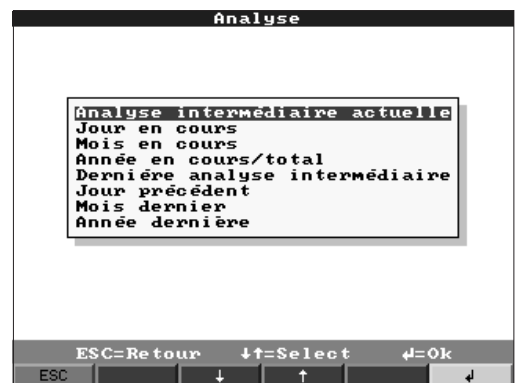 Analyse
Analyse intermédiaire actuelle
Jour en cours
Mois en cours
Année en cours/total
Derniére analyse intermédiaire
Jour précédent
Mois dernier
Année dernière
ESC=Retour ↓↑=Select ↲=Ok
ESC ↓ ↑ ↲